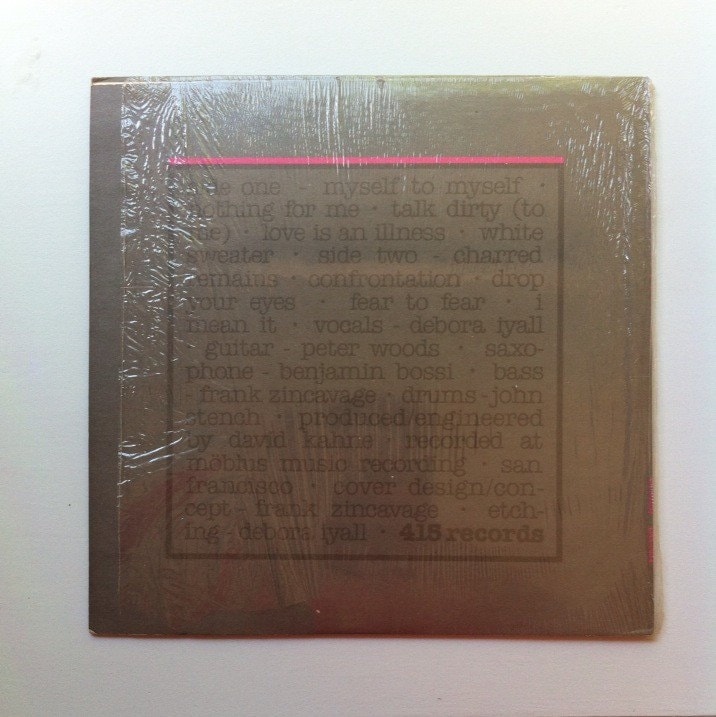 side one - myself to myself ·
nothing for me · talk dirty (to
me) · love is an illness · white
sweater · side two - charred
remains · confrontation · drop
your eyes · fear to fear · i
mean it · vocals - debora iyall
guitar - peter woods · saxo-
phone - benjamin bossi · bass
- frank zincavage · drums - john
stench · produced/engineered
by david kahne · recorded at
möbius music recording · san
francisco · cover design/con-
cept - frank zincavage · etch-
ing - debora iyall · 415 records